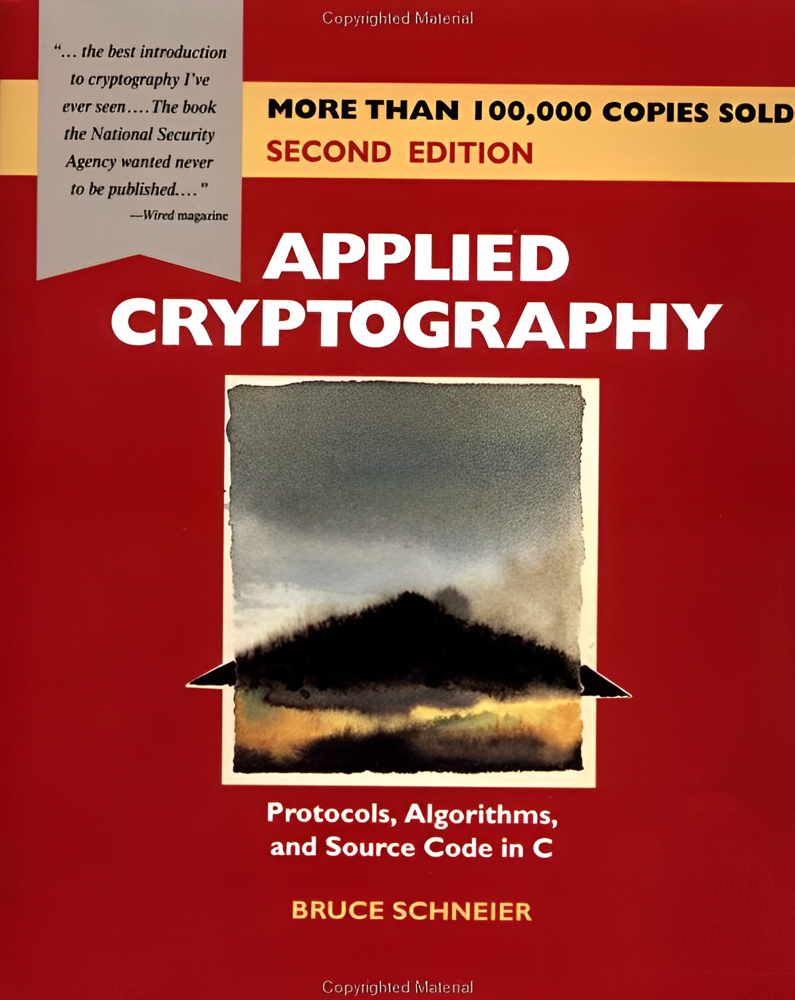 Copyrighted Material
"... the best introduction
to cryptography I've
ever seen.... The book
the National Security
Agency wanted never
to be published...."
—Wired magazine
MORE THAN 100,000 COPIES SOLD
SECOND EDITION
APPLIED
CRYPTOGRAPHY
Protocols, Algorithms,
and Source Code in C
BRUCE SCHNEIER
Copyrighted Material